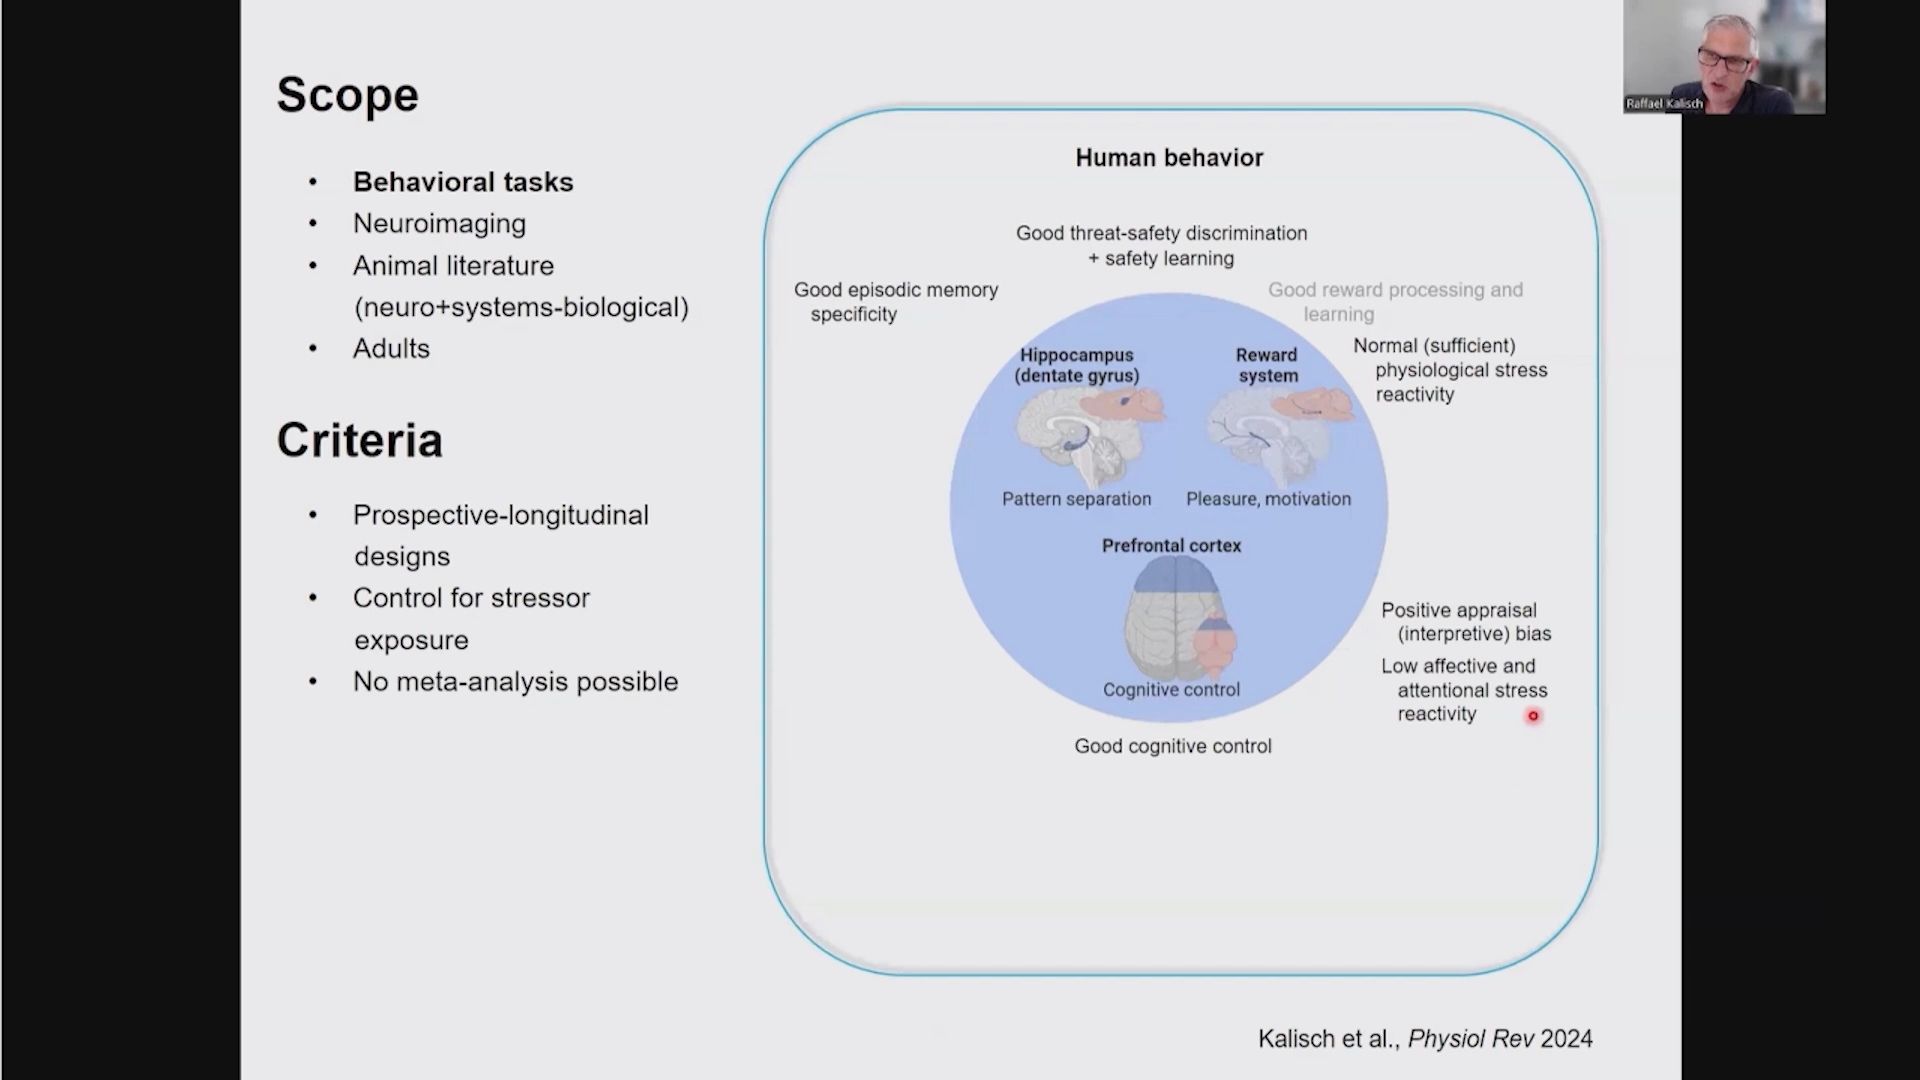 Scope
• Behavioral tasks
• Neuroimaging
• Animal literature
(neuro+systems-biological)
• Adults
Criteria
• Prospective-longitudinal
designs
• Control for stressor
exposure
• No meta-analysis possible
Human behavior
Good threat-safety discrimination
+ safety learning
Good episodic memory
specificity
Good reward processing and
learning
Normal (sufficient)
physiological stress
reactivity
Hippocampus
(dentate gyrus)
Pattern separation
Reward
system
Pleasure, motivation
Prefrontal cortex
Cognitive control
Positive appraisal
(interpretive) bias
Low affective and
attentional stress
reactivity
Good cognitive control
Kalisch et al., Physiol Rev 2024
Raffael Kalisch